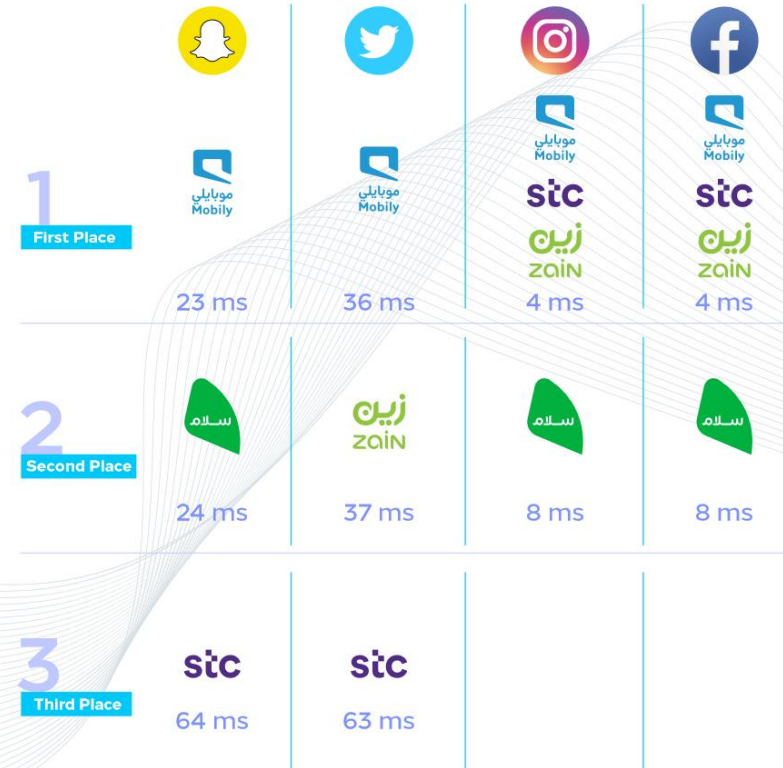 موبايلي
Mobily
موبايلي
Mobily
موبايلي
Mobily
stc
زين
zain
موبايلي
Mobily
stc
زين
zain
1
First Place
23 ms
36 ms
4 ms
4 ms
2
Second Place
سلام
زين
zain
سلام
سلام
24 ms
37 ms
8 ms
8 ms
3
Third Place
stc
stc
64 ms
63 ms